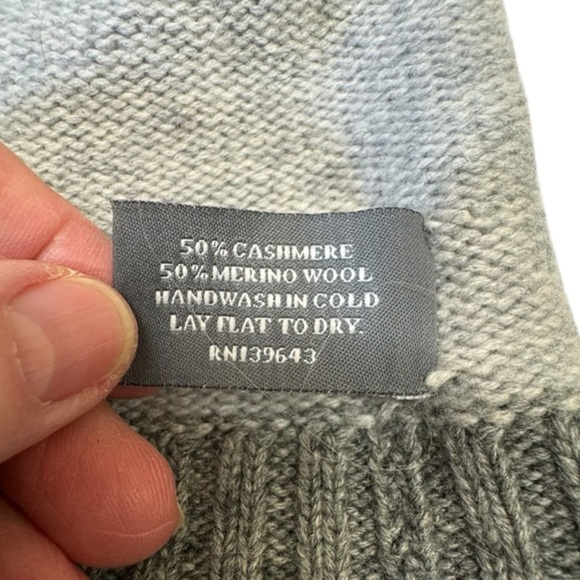 50% CASHMERE
50% MERINO WOOL
HANDWASH IN COLD
LAY FLAT TO DRY.
RN139643